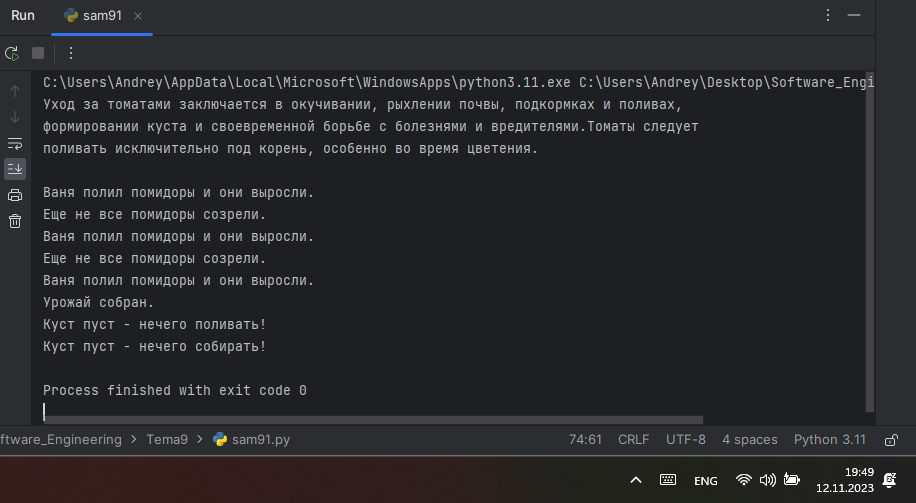 Run sam91
C:\Users\Andrey\AppData\Local\Microsoft\WindowsApps\python3.11.exe C:\Users\Andrey\Desktop\Software_Engi
Уход за томатами заключается в окучивании, рыхлении почвы, подкормках и поливах,
формировании куста и своевременной борьбе с болезнями и вредителями.Томаты следует
поливать исключительно под корень, особенно во время цветения.
Ваня полил помидоры и они выросли.
Еще не все помидоры созрели.
Ваня полил помидоры и они выросли.
Еще не все помидоры созрели.
Ваня полил помидоры и они выросли.
Урожай собран.
Куст пуст - нечего поливать!
Куст пуст - нечего собирать!
Process finished with exit code 0
ftware_Engineering > Tema9 > sam91.py 74:61 CRLF UTF-8 4 spaces Python 3.11
ENG 19:49
12.11.2023